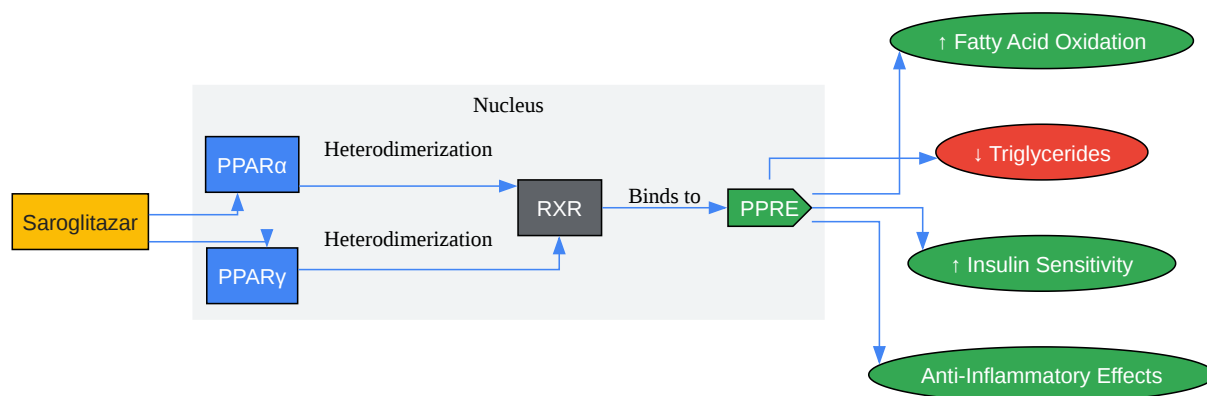 ↑ Fatty Acid Oxidation
Nucleus
PPARα
Heterodimerization
↓ Triglycerides
Saroglitazar
RXR
Binds to
PPRE
Heterodimerization
PPARγ
↑ Insulin Sensitivity
Anti-Inflammatory Effects